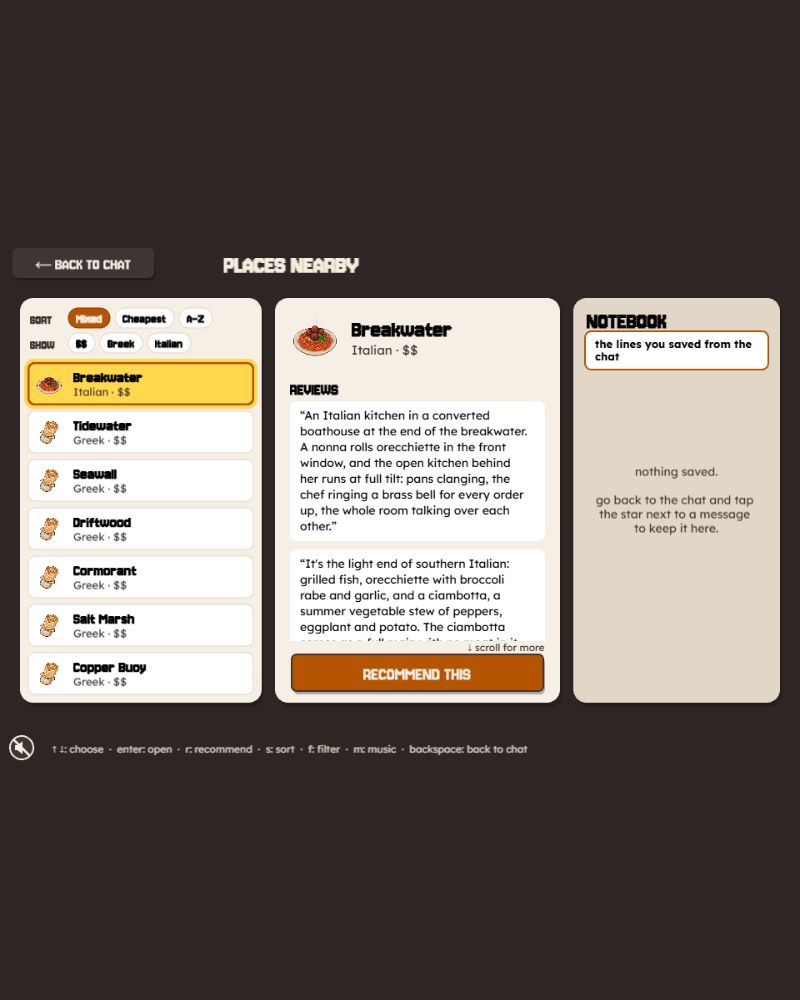 ← BACK TO CHAT
PLACES NEARBY
SORT Mixed Cheapest A–Z
SHOW $$ Greek Italian
Breakwater
Italian · $$
Tidewater
Greek · $$
Seawall
Greek · $$
Driftwood
Greek · $$
Cormorant
Greek · $$
Salt Marsh
Greek · $$
Copper Buoy
Greek · $$
Breakwater
Italian · $$
REVIEWS
“An Italian kitchen in a converted
boathouse at the end of the breakwater.
A nonna rolls orecchiette in the front
window, and the open kitchen behind
her runs at full tilt: pans clanging, the
chef ringing a brass bell for every order
up, the whole room talking over each
other.”
“It's the light end of southern Italian:
grilled fish, orecchiette with broccoli
rabe and garlic, and a ciambotta, a
summer vegetable stew of peppers,
eggplant and potato. The ciambotta
↓ scroll for more
RECOMMEND THIS
NOTEBOOK
the lines you saved from the
chat
nothing saved.
go back to the chat and tap
the star next to a message
to keep it here.
↑ ↓: choose · enter: open · r: recommend · s: sort · f: filter · m: music · backspace: back to chat